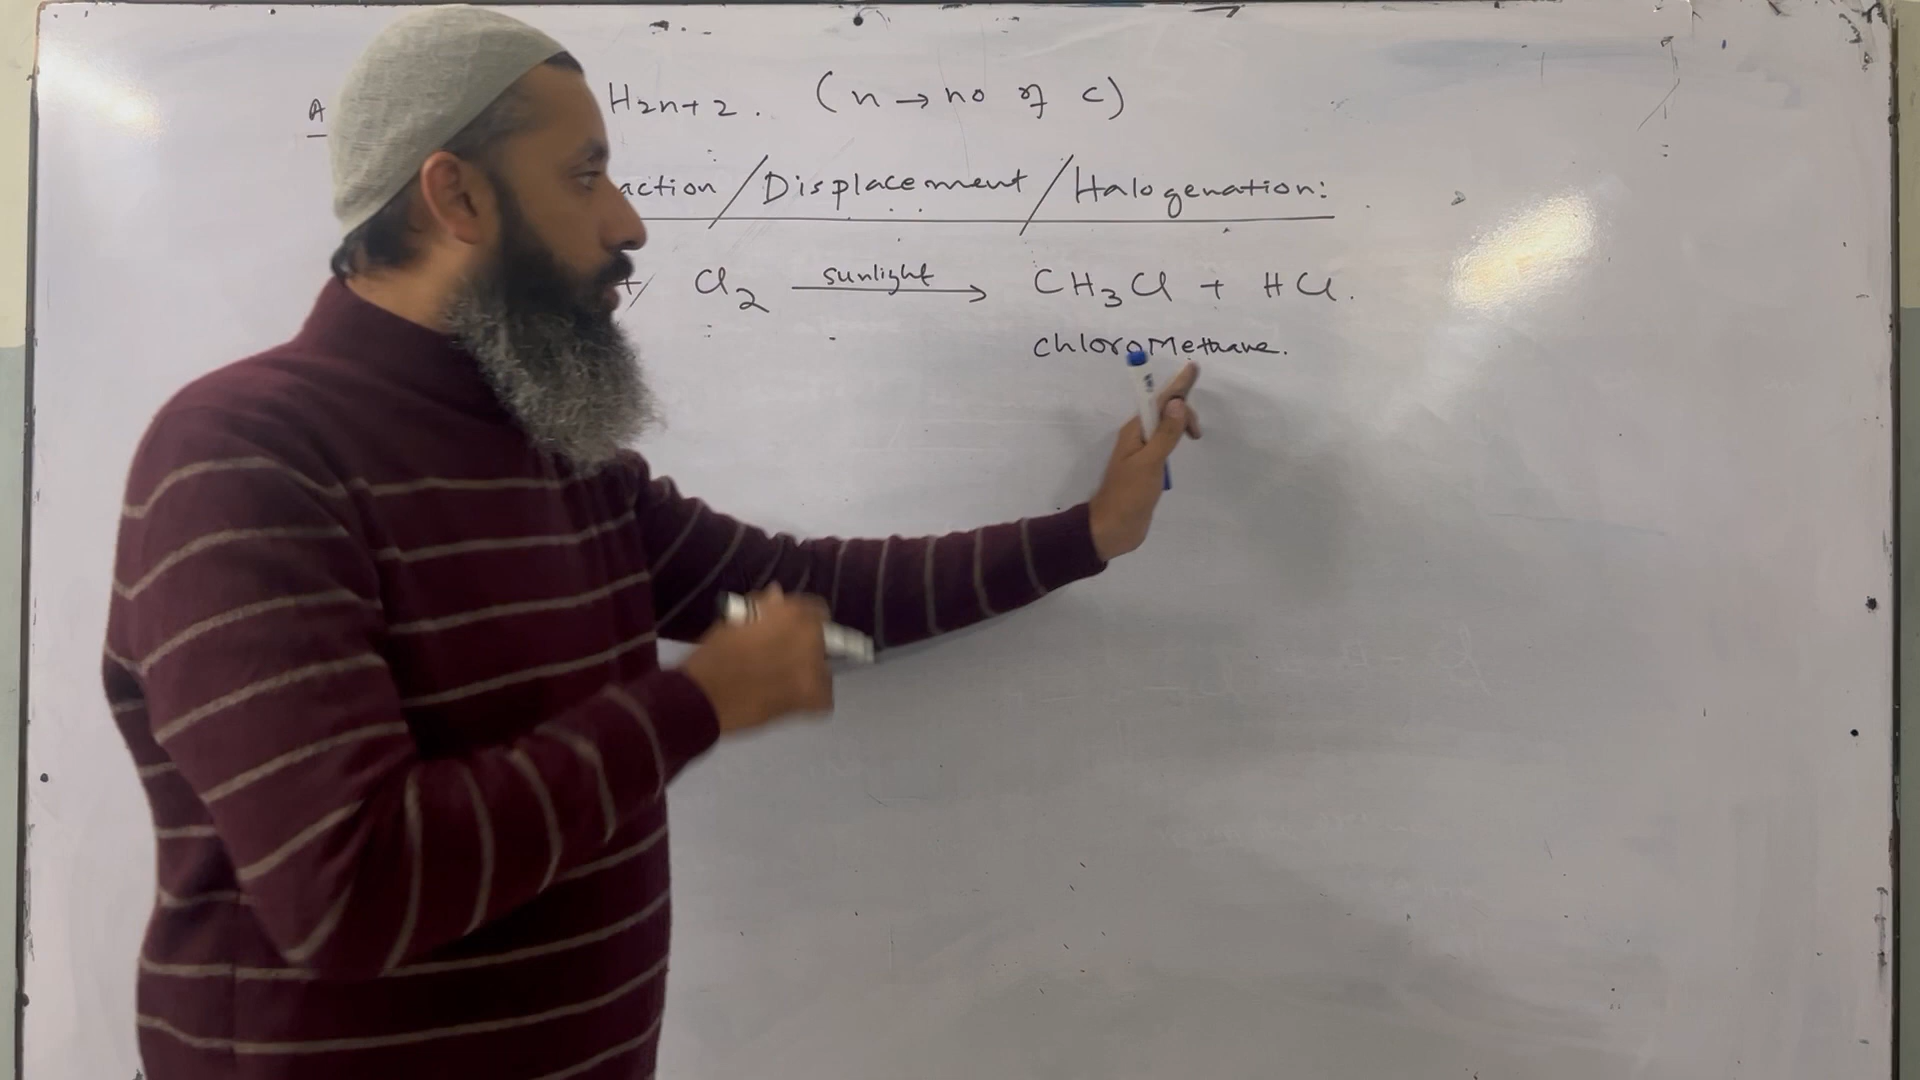 A H2n+2. (n → no of c)
action / Displacement / Halogenation:
+ Cl2 sunlight → CH3Cl + HCl.
chloroMethane.